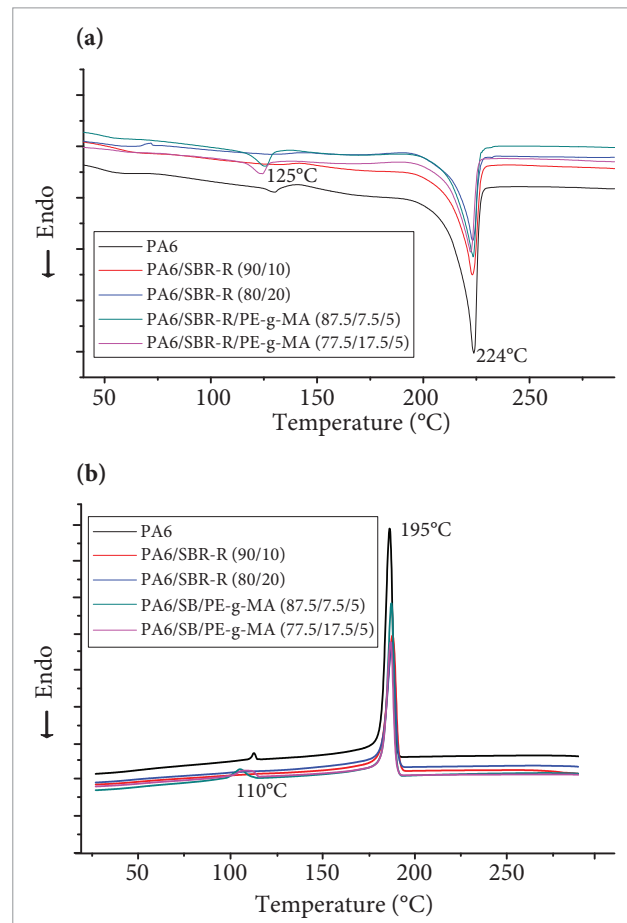 (a)
Endo
125°C
PA6
PA6/SBR-R (90/10)
PA6/SBR-R (80/20)
PA6/SBR-R/PE-g-MA (87.5/7.5/5)
PA6/SBR-R/PE-g-MA (77.5/17.5/5)
224°C
50 100 150 200 250
Temperature (°C)
(b)
Endo
PA6
PA6/SBR-R (90/10)
PA6/SBR-R (80/20)
PA6/SB/PE-g-MA (87.5/7.5/5)
PA6/SB/PE-g-MA (77.5/17.5/5)
195°C
110°C
50 100 150 200 250
Temperature (°C)